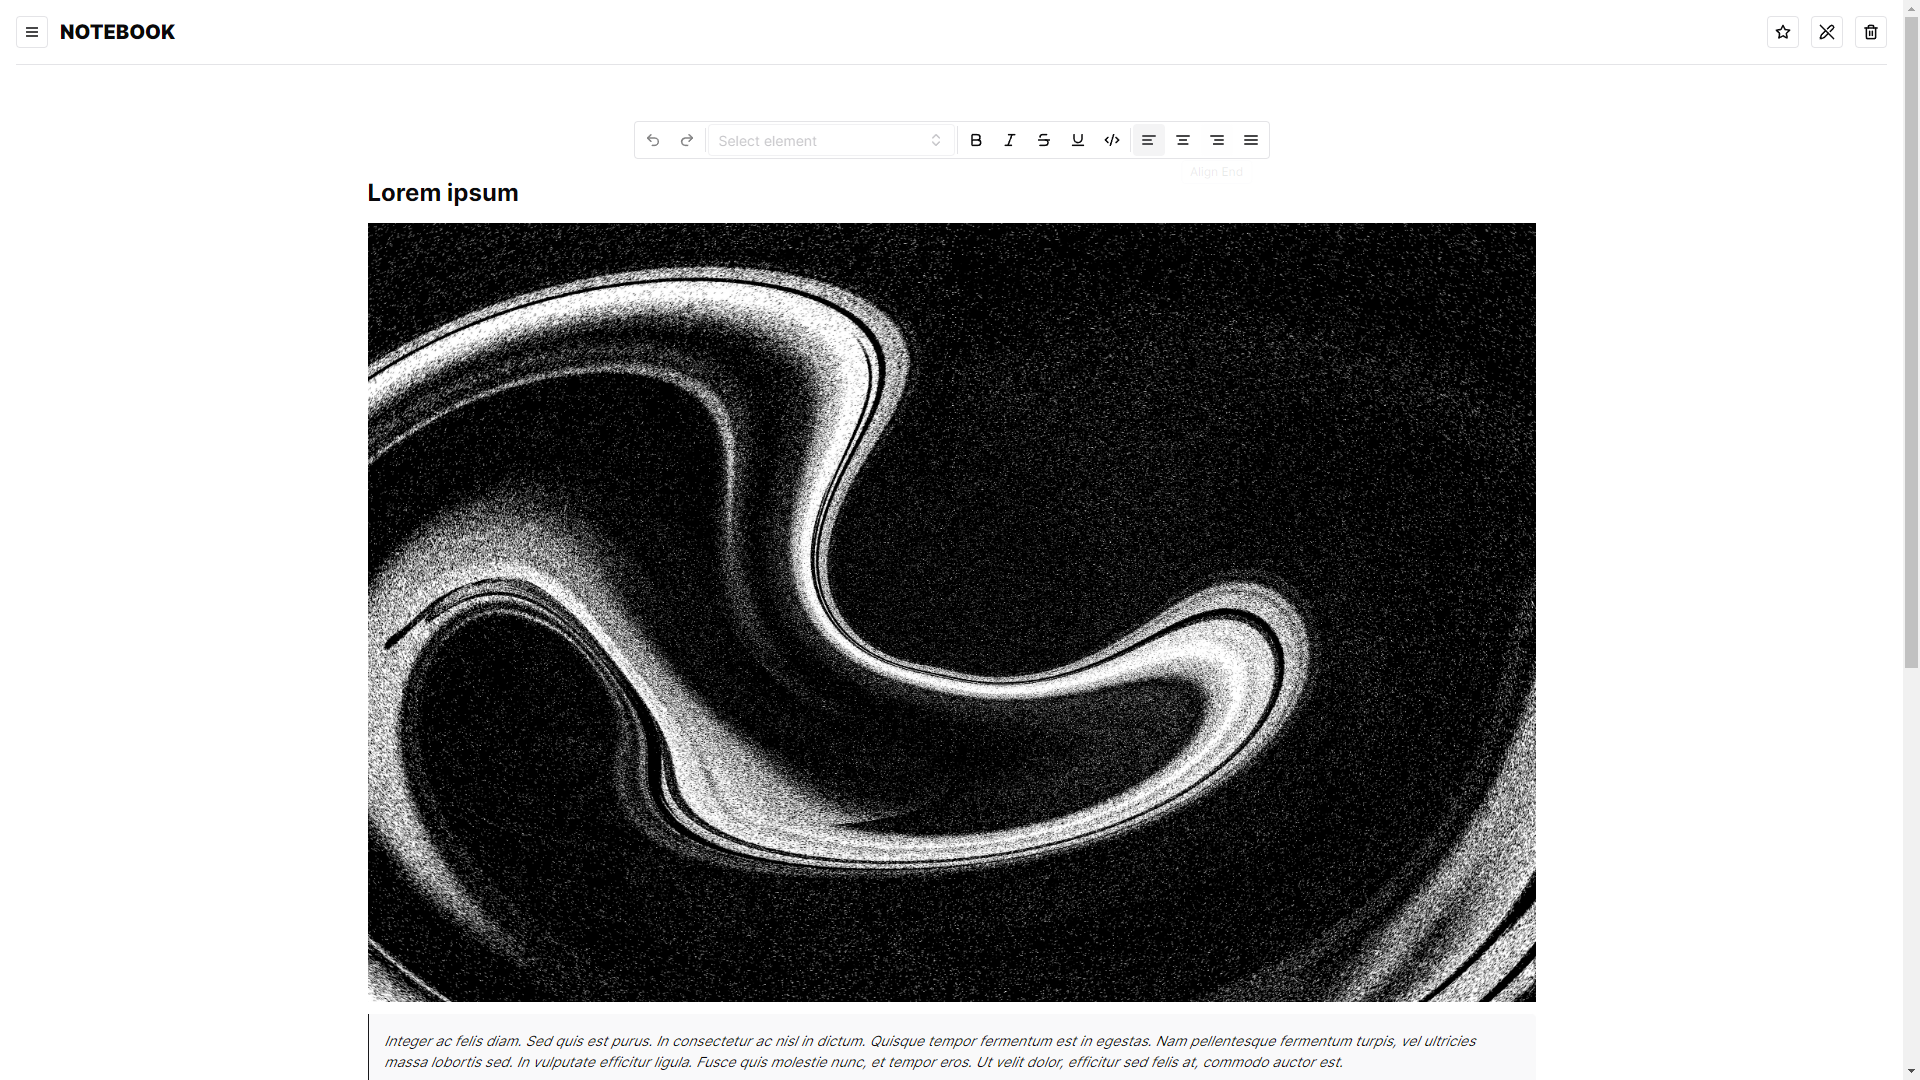 NOTEBOOK
Select element
Align End
Lorem ipsum
Integer ac felis diam. Sed quis est purus. In consectetur ac nisl in dictum. Quisque tempor fermentum est in egestas. Nam pellentesque fermentum turpis, vel ultricies
massa lobortis sed. In vulputate efficitur ligula. Fusce quis molestie nunc, et tempor eros. Ut velit dolor, efficitur sed felis at, commodo auctor est.